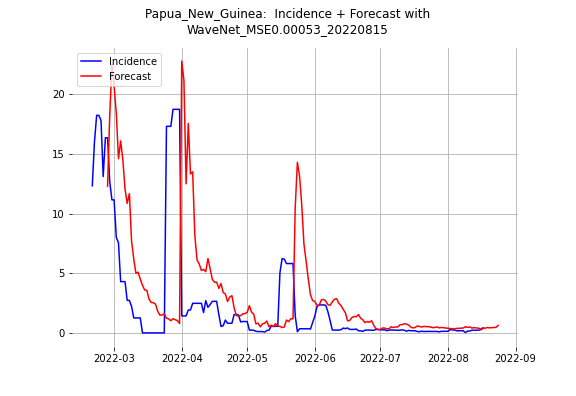 Papua_New_Guinea:  Incidence + Forecast with
WaveNet_MSE0.00053_20220815
Incidence
Forecast
20
15
10
5
0
2022-03 2022-04 2022-05 2022-06 2022-07 2022-08 2022-09